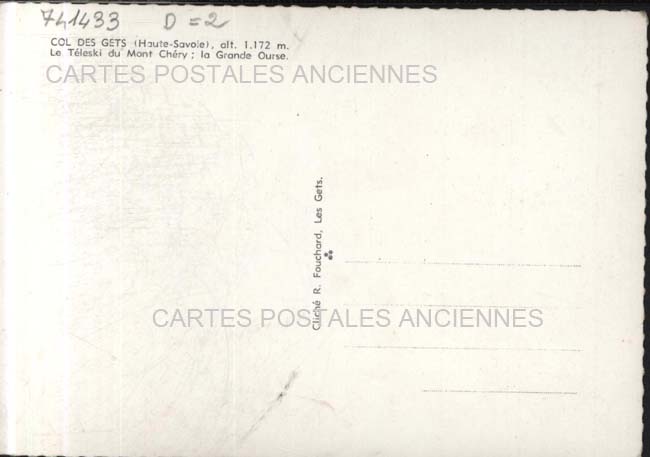 741433 D = 2
COL DES GETS (Haute-Savoie), alt. 1.172 m.
Le Téleski du Mont Chéry ; la Grande Ourse.
CARTES POSTALES ANCIENNES
Cliché R. Fouchard, Les Gets.
CARTES POSTALES ANCIENNES